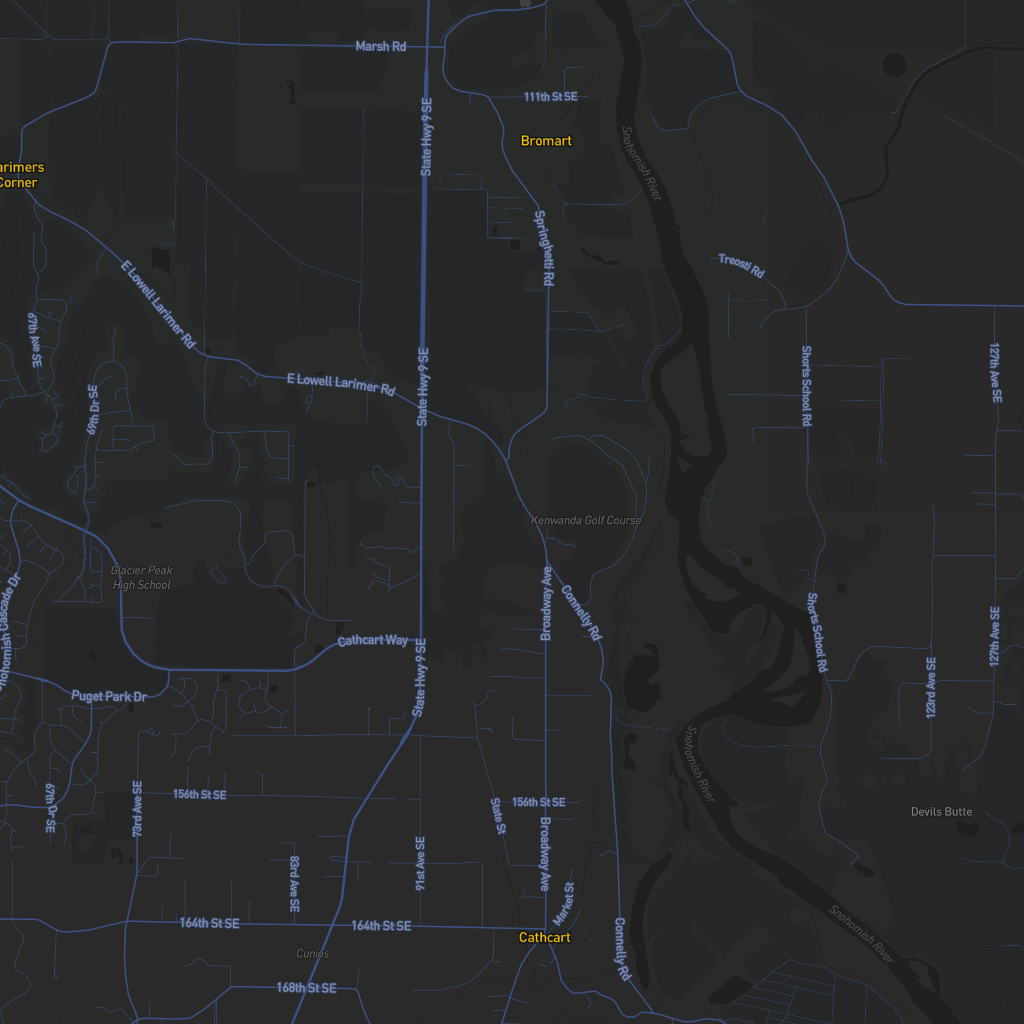 Marsh Rd
111th St SE
State Hwy 9 SE
Bromart
Snohomish River
Corner
Springhetti Rd
Treosti Rd
E Lowell Larimer Rd
67th Ave SE
State Hwy 9 SE
Shorts School Rd
127th Ave SE
E Lowell Larimer Rd
69th Dr SE
Kenwanda Golf Course
Glacier Peak
High School
Cascade Dr
Broadway Ave
Connelly Rd
Shorts School Rd
127th Ave SE
Cathcart Way
State Hwy 9 SE
123rd Ave SE
Puget Park Dr
Snohomish River
67th Dr SE
73rd Ave SE
156th St SE
State St
156th St SE
Devils Butte
Broadway Ave
91st Ave SE
83rd Ave SE
Market St
164th St SE
164th St SE
Cathcart
Connelly Rd
Snohomish River
Cunios
168th St SE